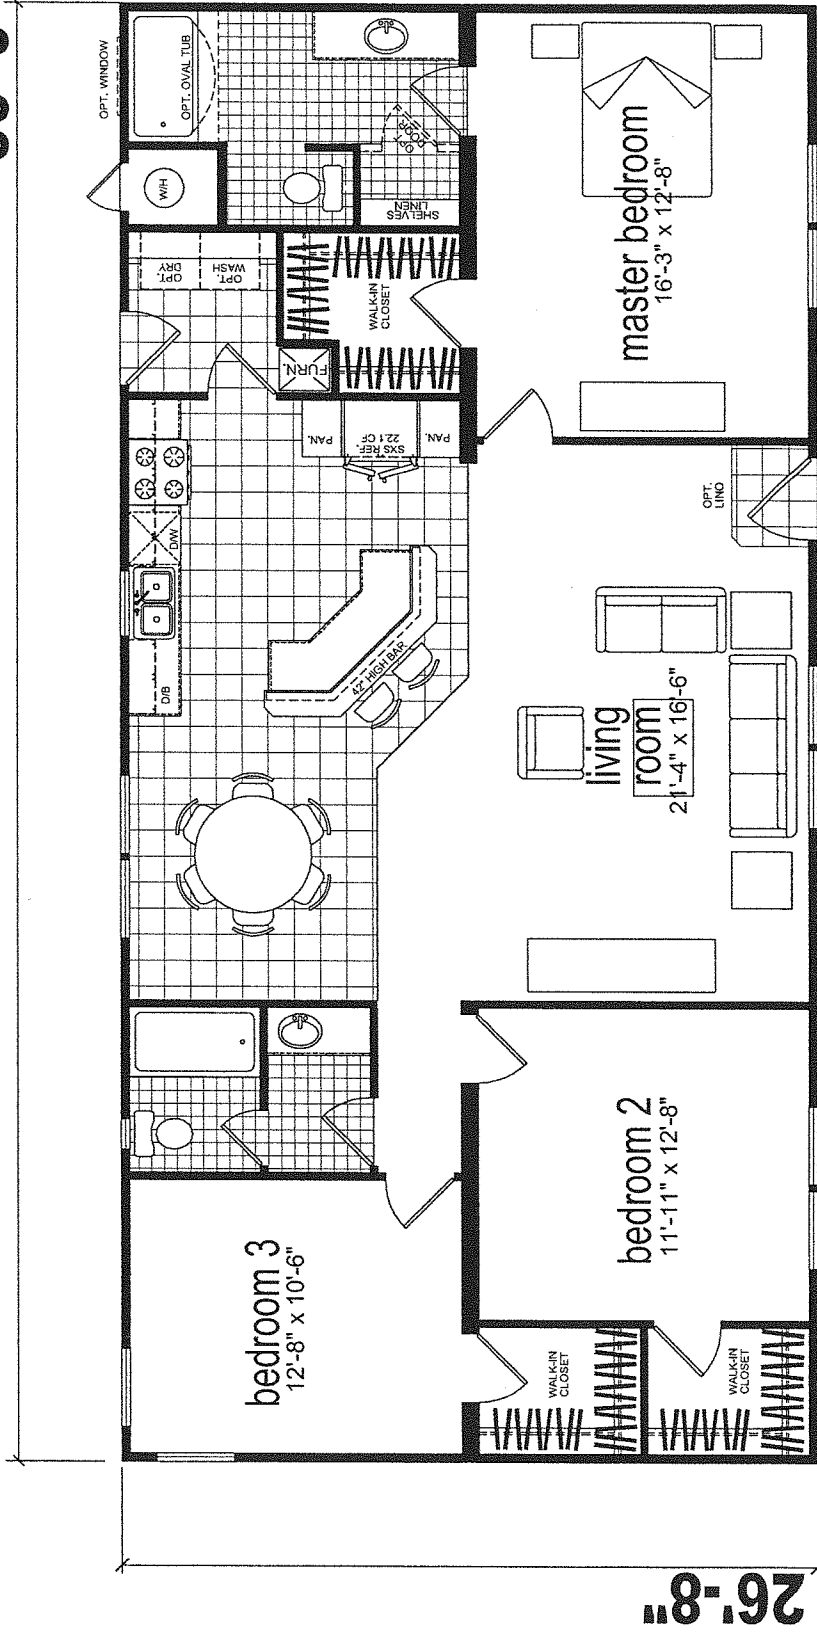 OPT. WINDOW
OPT. OVAL TUB
W/H
SHELVES
LINEN
OPT.
DRY
OPT.
WASH
WALK-IN
CLOSET
FURN.
master bedroom
16'-3" x 12'-8"
PAN.
SXS REF.
22.1 CF
PAN.
D/W
D/B
42" HIGH BAR
OPT.
LINO
living
room
21'-4" x 16'-6"
bedroom 2
11'-11" x 12'-8"
bedroom 3
12'-8" x 10'-6"
WALK-IN
CLOSET
WALK-IN
CLOSET
26'-8"